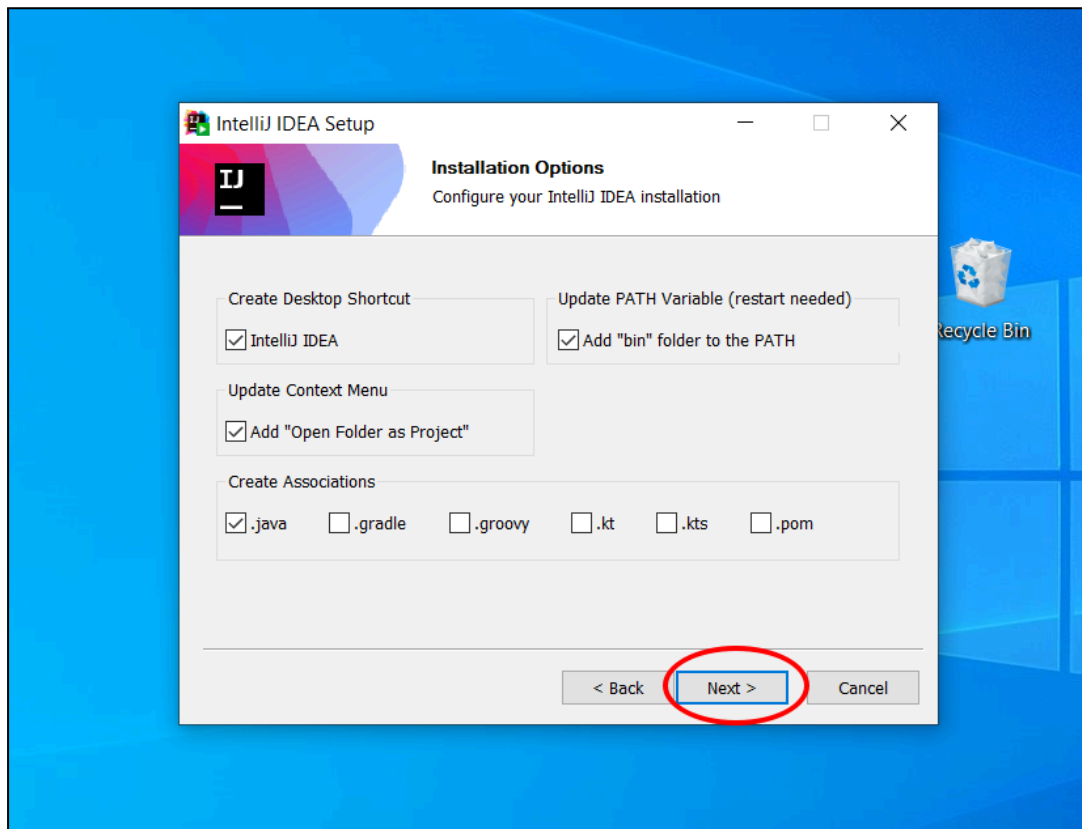 IntelliJ IDEA Setup
IJ
Installation Options
Configure your IntelliJ IDEA installation
Create Desktop Shortcut
IntelliJ IDEA
Update PATH Variable (restart needed)
Add "bin" folder to the PATH
Update Context Menu
Add "Open Folder as Project"
Create Associations
.java .gradle .groovy .kt .kts .pom
< Back Next > Cancel
Recycle Bin